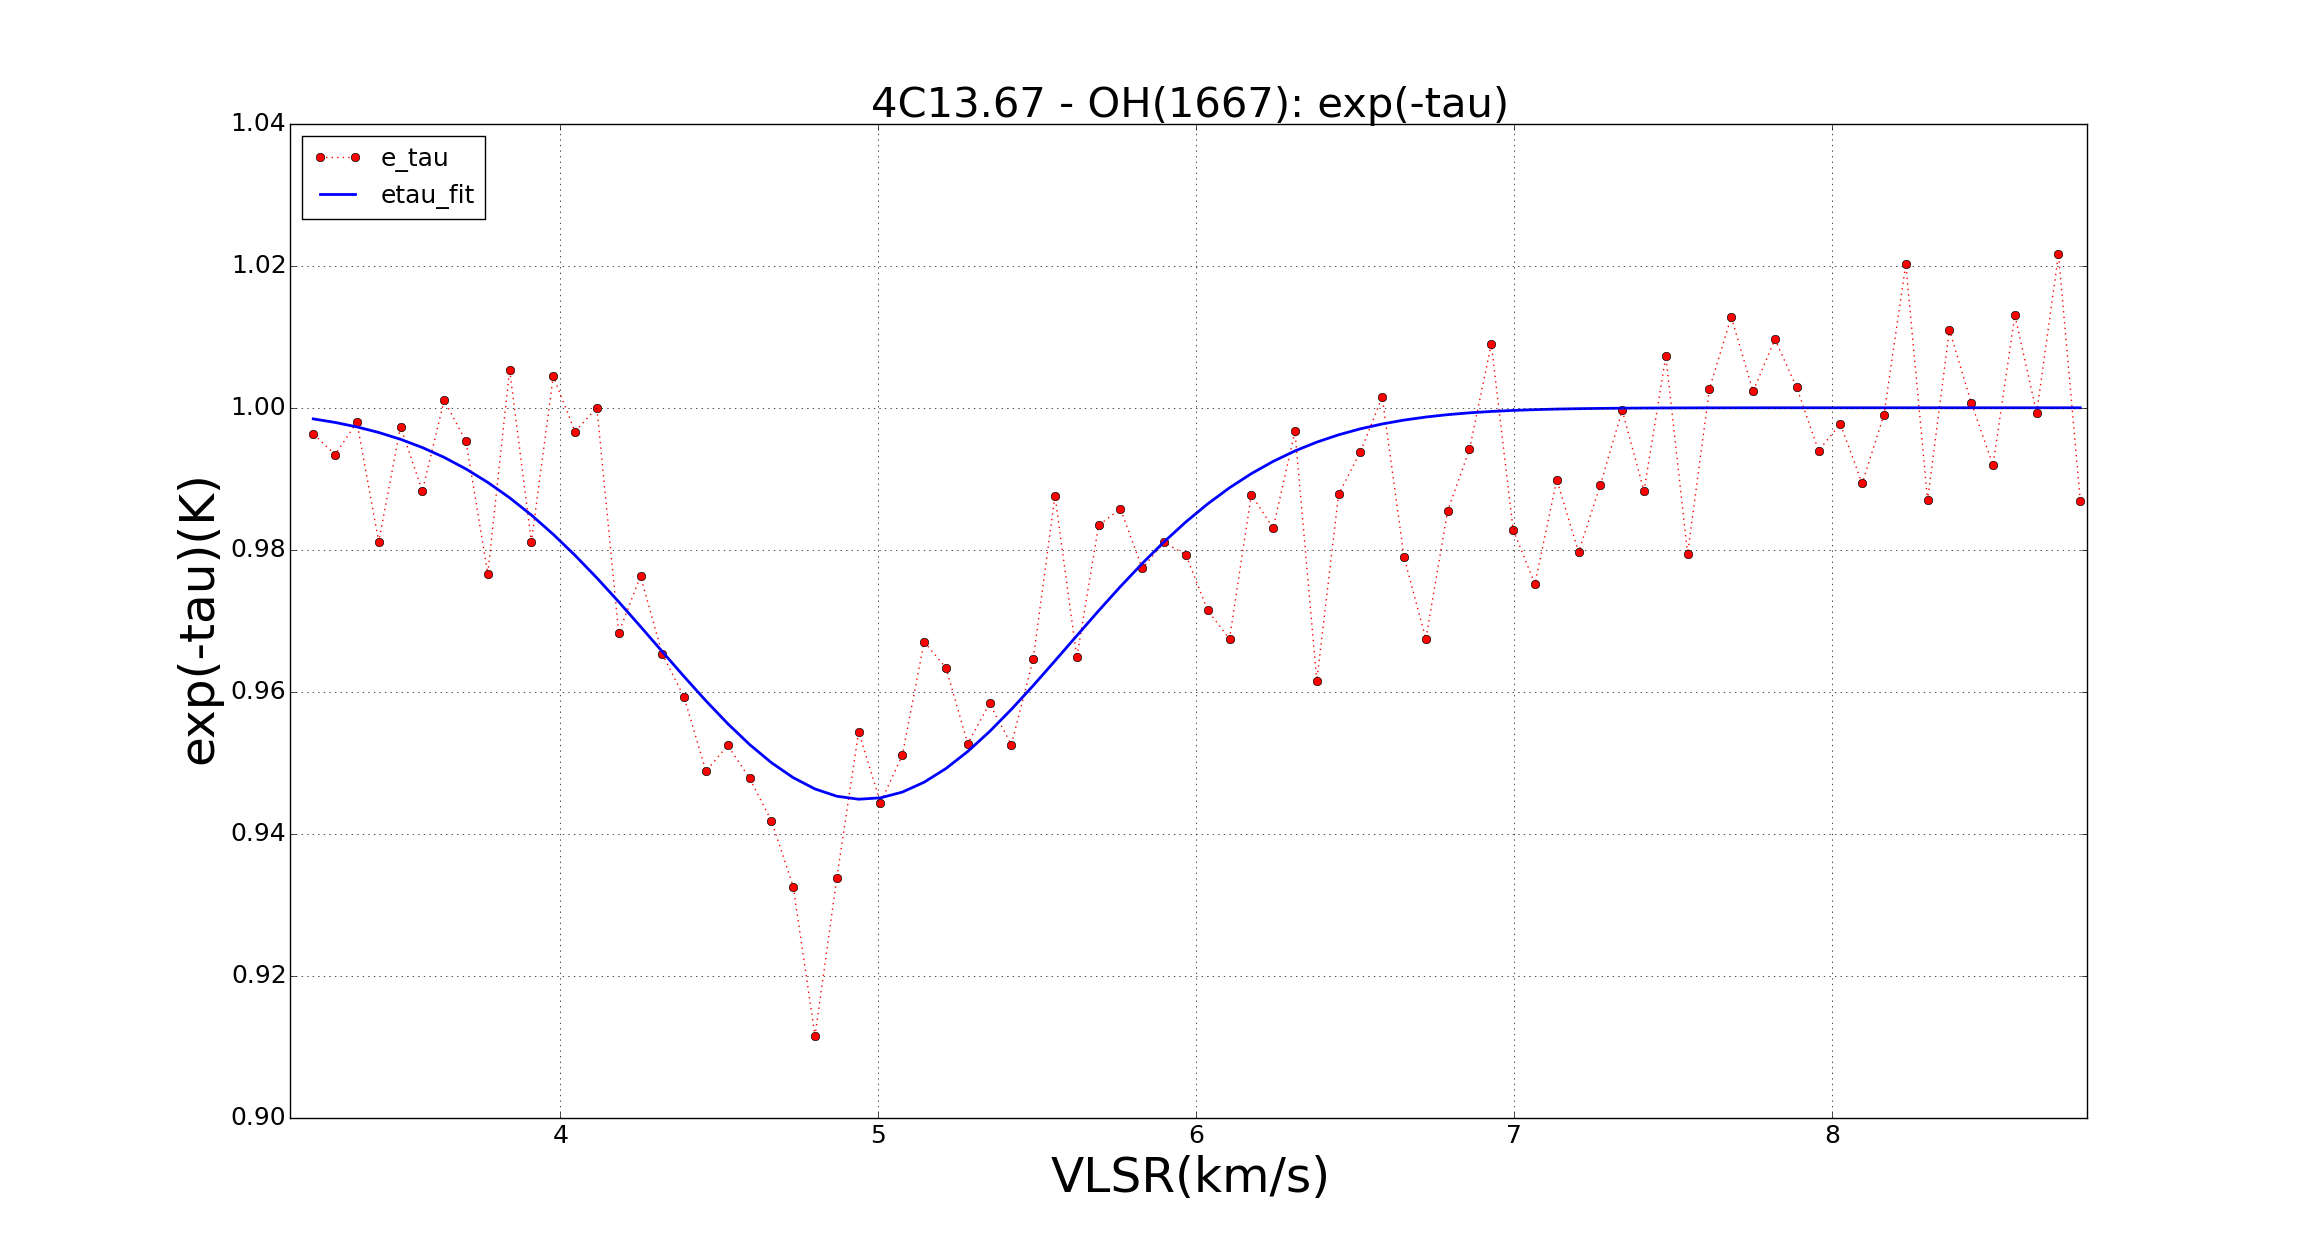 4C13.67 - OH(1667): exp(-tau)
e_tau
etau_fit
exp(-tau)(K)
1.04
1.02
1.00
0.98
0.96
0.94
0.92
0.90
4 5 6 7 8
VLSR(km/s)